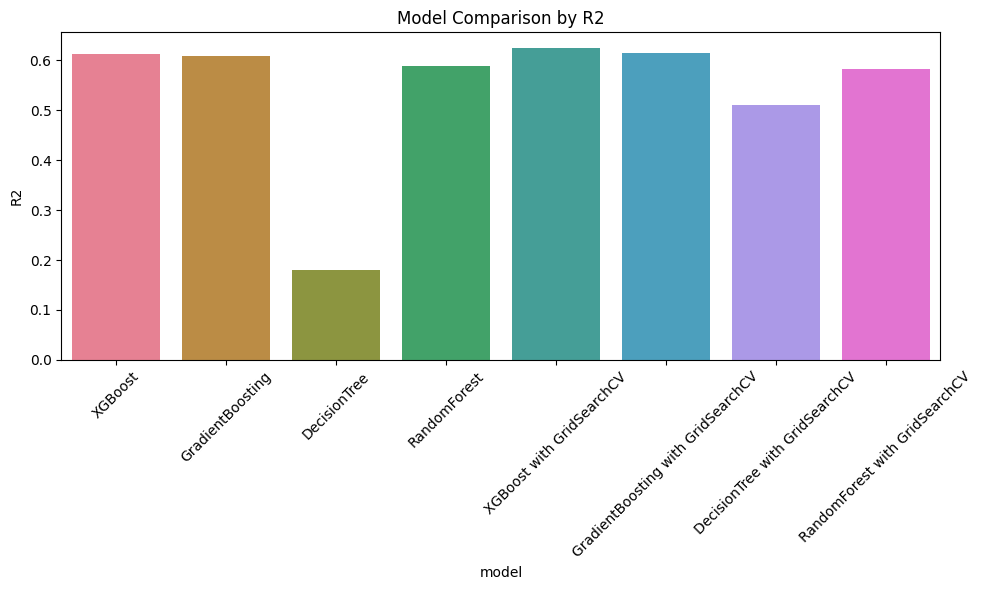 Model Comparison by R2
R2
0.6
0.5
0.4
0.3
0.2
0.1
0.0
XGBoost
GradientBoosting
DecisionTree
RandomForest
XGBoost with GridSearchCV
GradientBoosting with GridSearchCV
DecisionTree with GridSearchCV
RandomForest with GridSearchCV
model